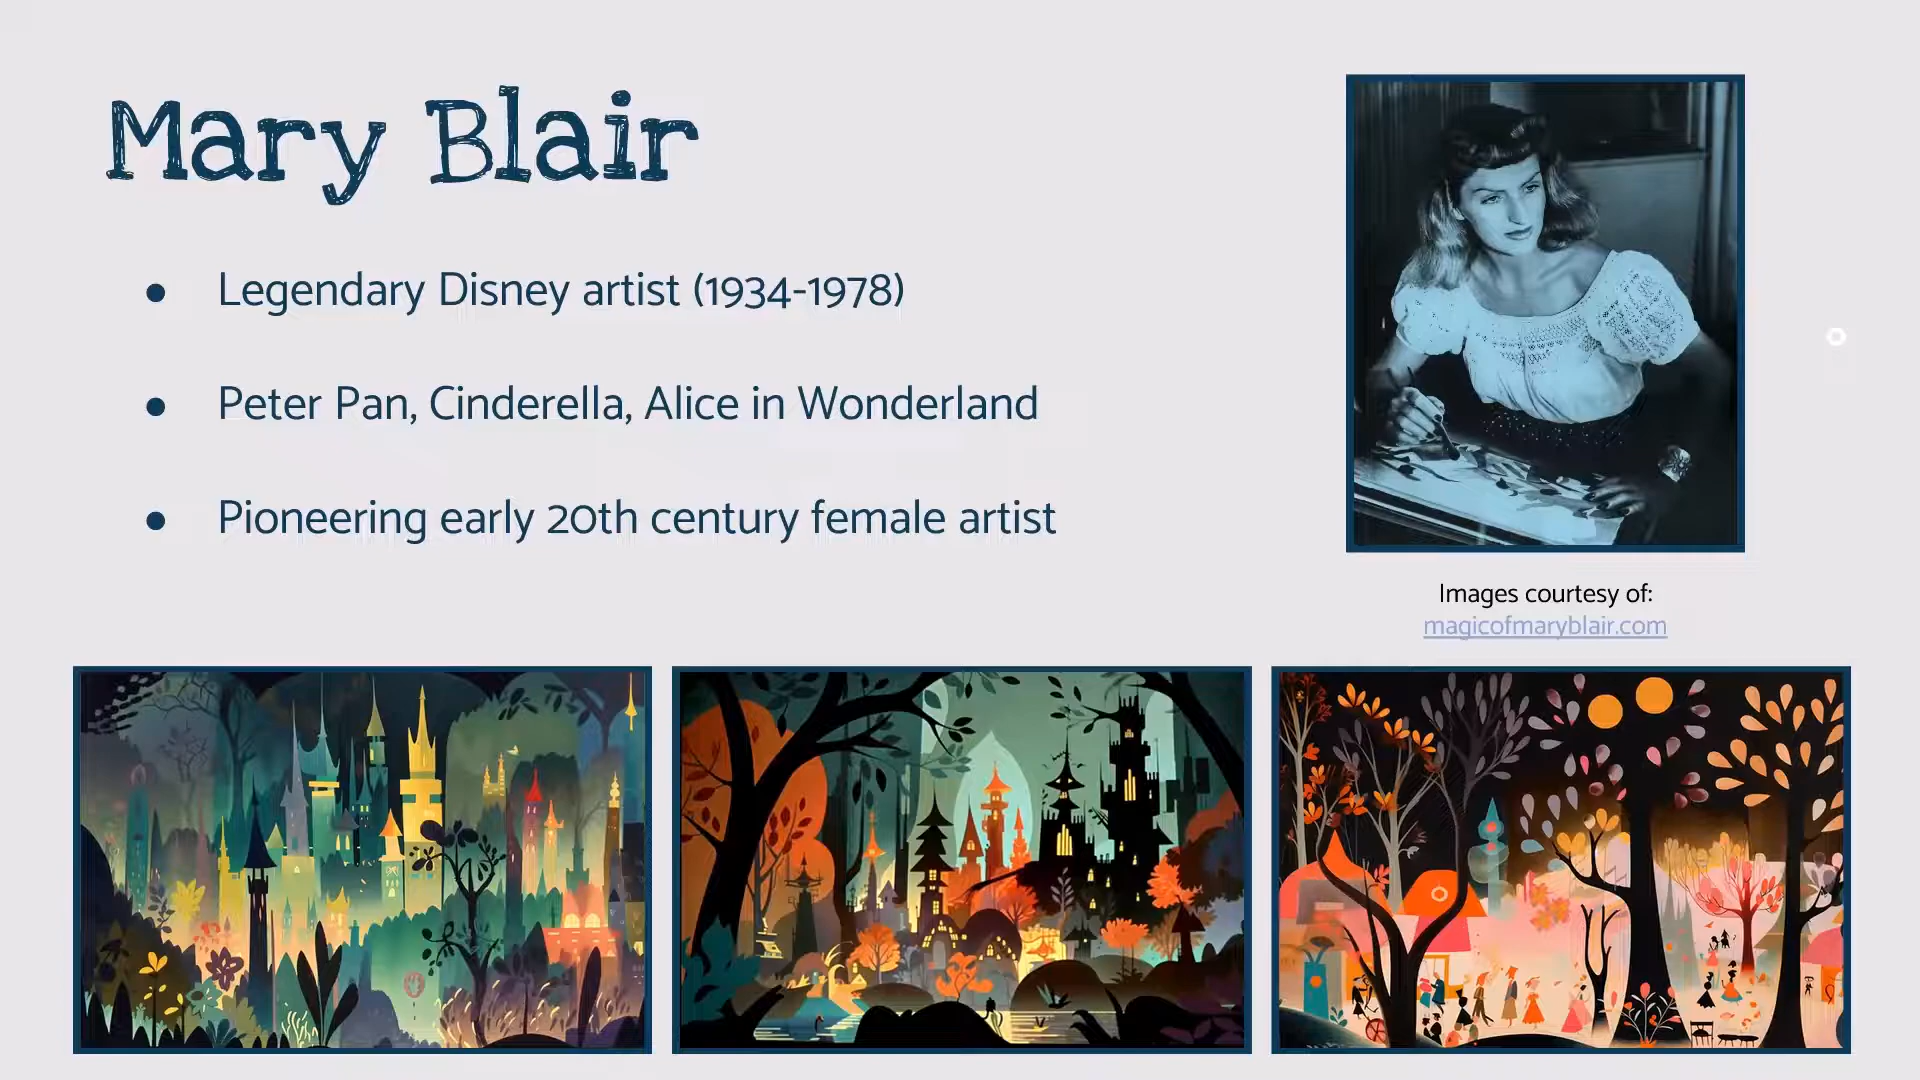 Mary Blair
● Legendary Disney artist (1934-1978)
● Peter Pan, Cinderella, Alice in Wonderland
● Pioneering early 20th century female artist
Images courtesy of:
magicofmaryblair.com